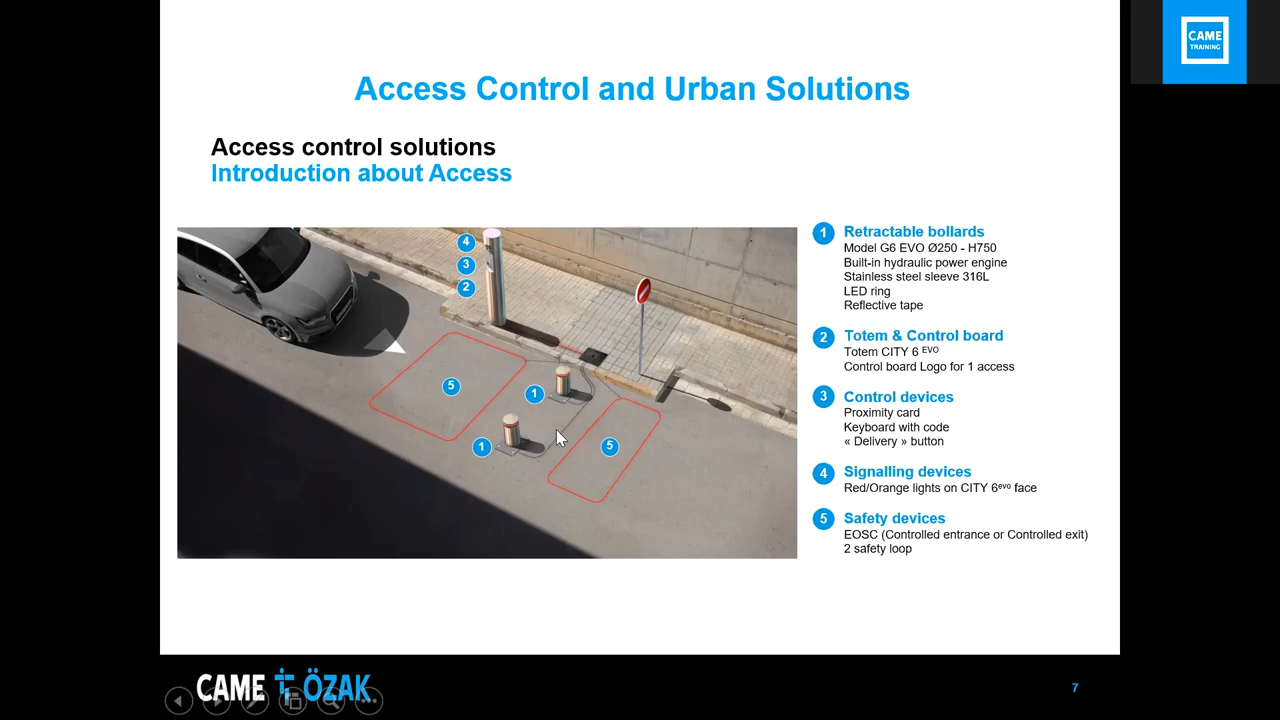 CAME
TRAINING
Access Control and Urban Solutions
Access control solutions
Introduction about Access
4
3
2
5
1
1
5
1 Retractable bollards
Model G6 EVO Ø250 - H750
Built-in hydraulic power engine
Stainless steel sleeve 316L
LED ring
Reflective tape
2 Totem & Control board
Totem CITY 6 EVO
Control board Logo for 1 access
3 Control devices
Proximity card
Keyboard with code
« Delivery » button
4 Signalling devices
Red/Orange lights on CITY 6evo face
5 Safety devices
EOSC (Controlled entrance or Controlled exit)
2 safety loop
CAME ÖZAK
7